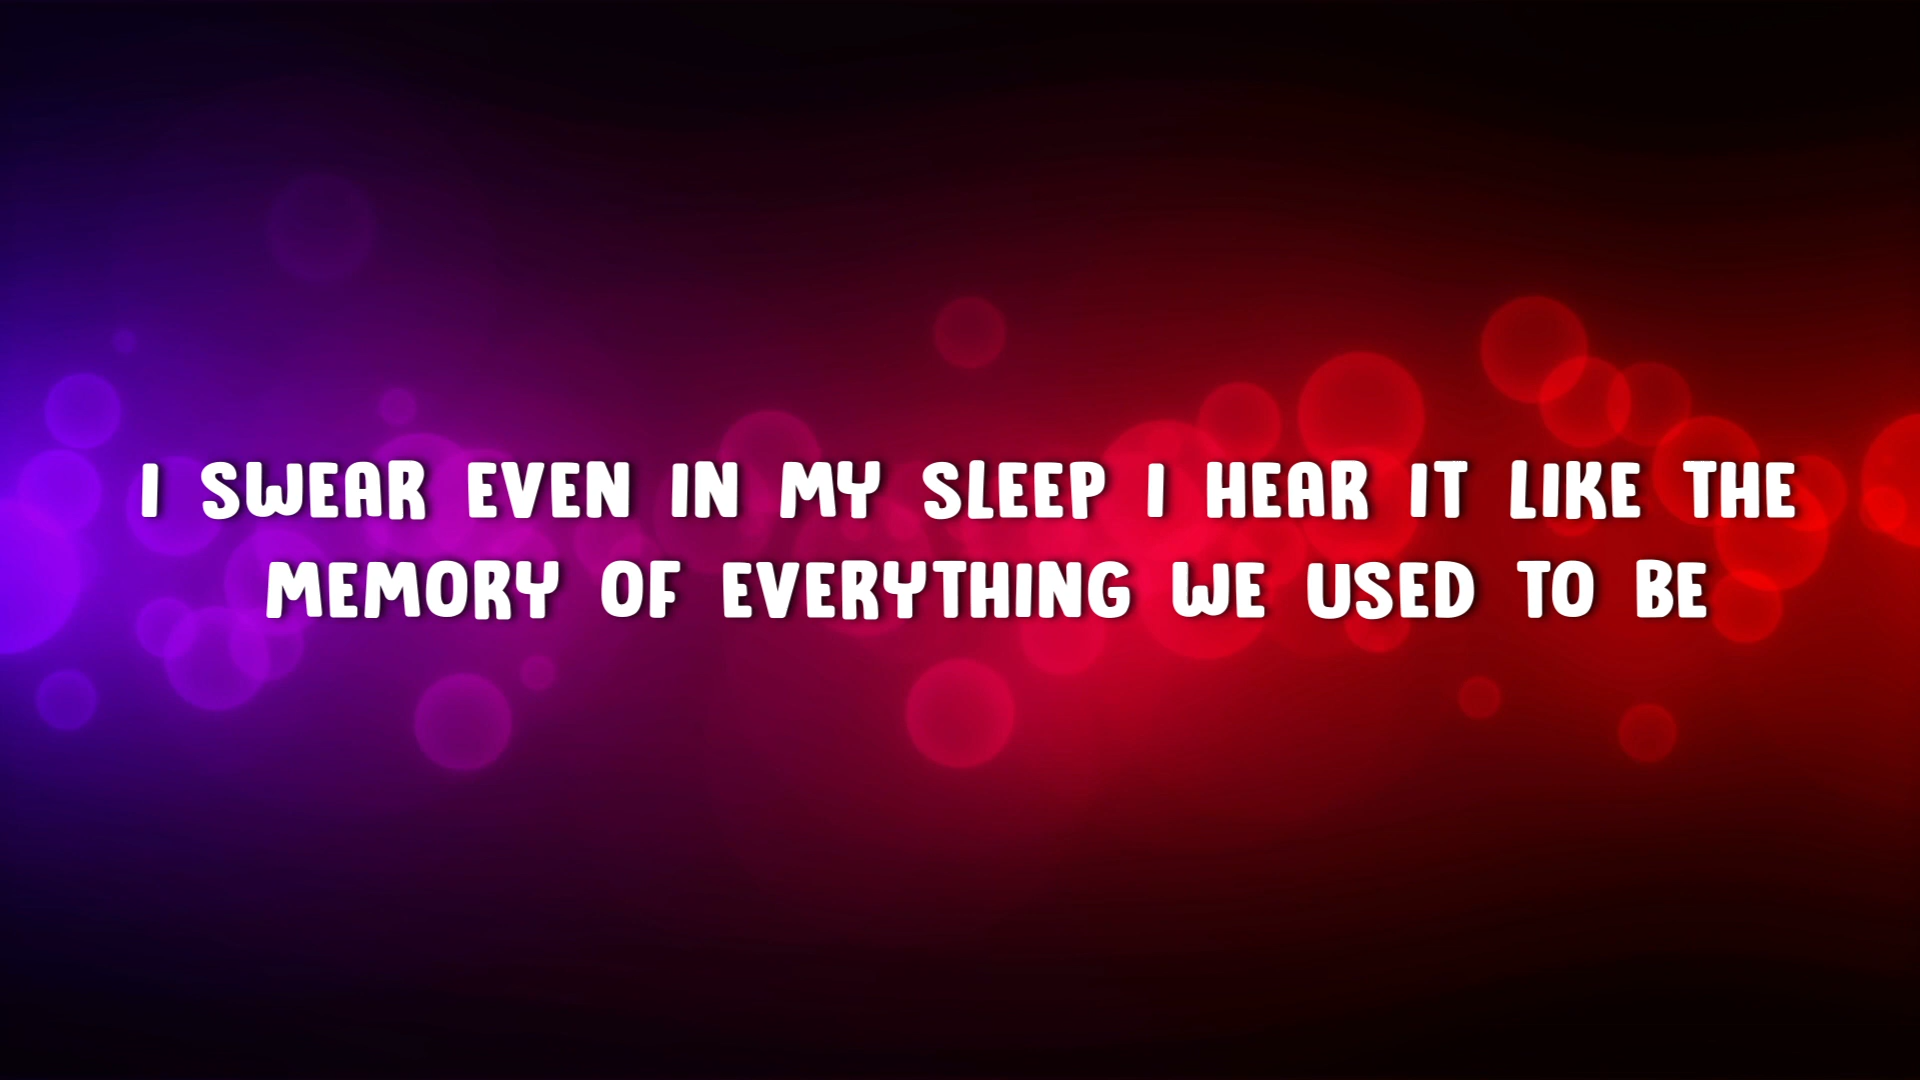 I SWEAR EVEN IN MY SLEEP I HEAR IT LIKE THE
MEMORY OF EVERYTHING WE USED TO BE